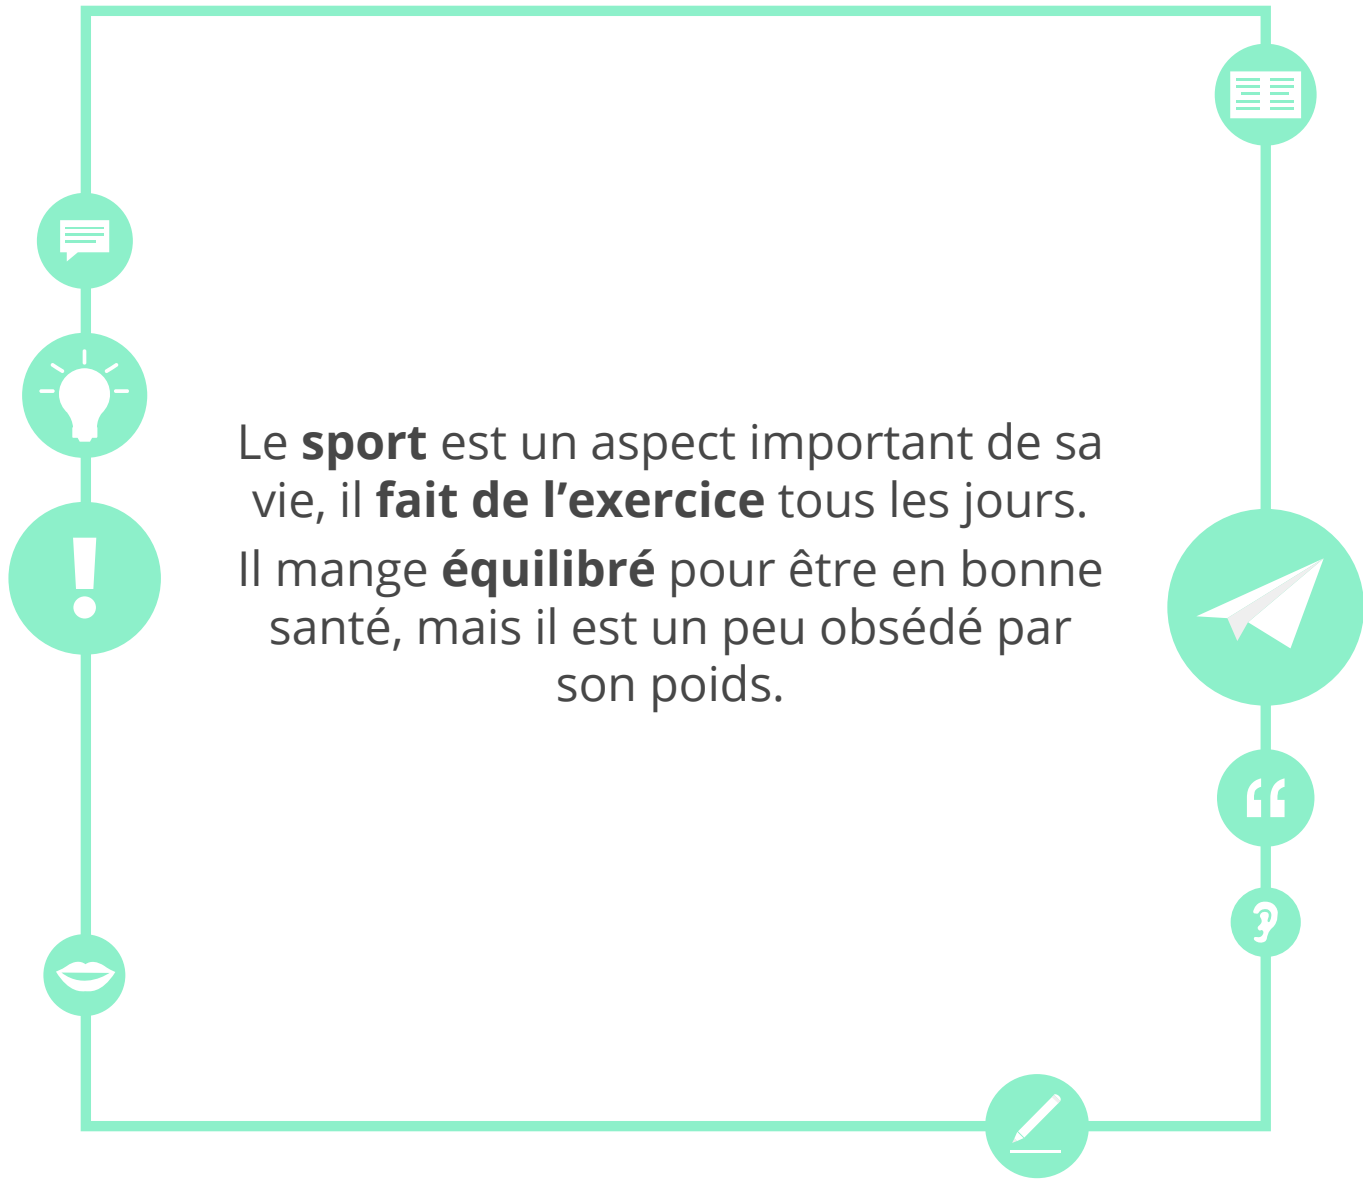 Le sport est un aspect important de sa
vie, il fait de l’exercice tous les jours.
Il mange équilibré pour être en bonne
santé, mais il est un peu obsédé par
son poids.